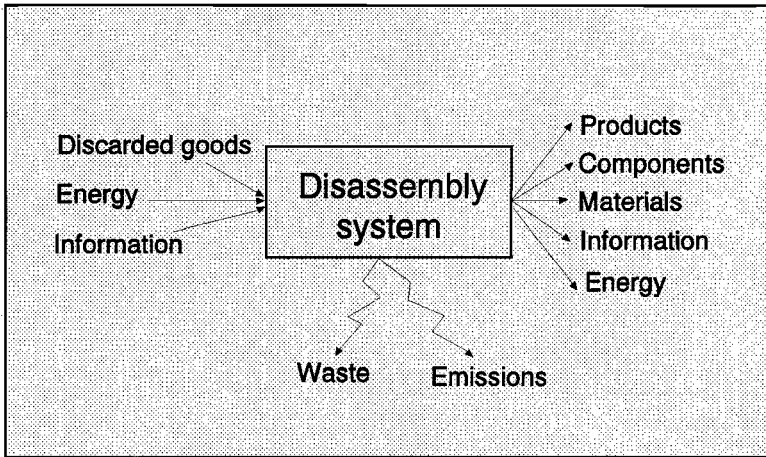 Discarded goods
Energy
Information
Disassembly
system
Products
Components
Materials
Information
Energy
Waste
Emissions